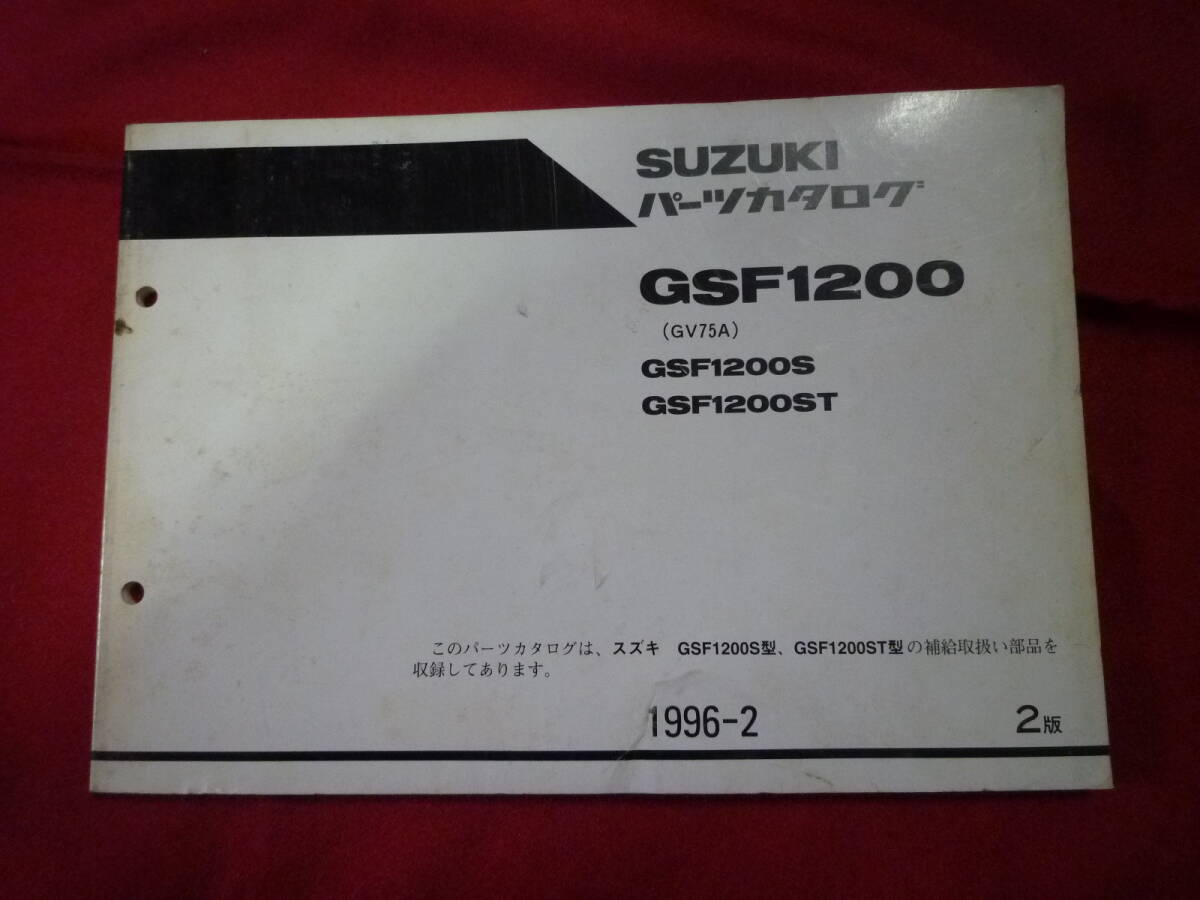 SUZUKI
パーツカタログ
GSF1200
(GV75A)
GSF1200S
GSF1200ST
このパーツカタログは、スズキ GSF1200S型、GSF1200ST型の補給取扱い部品を
収録してあります。
1996-2
2版